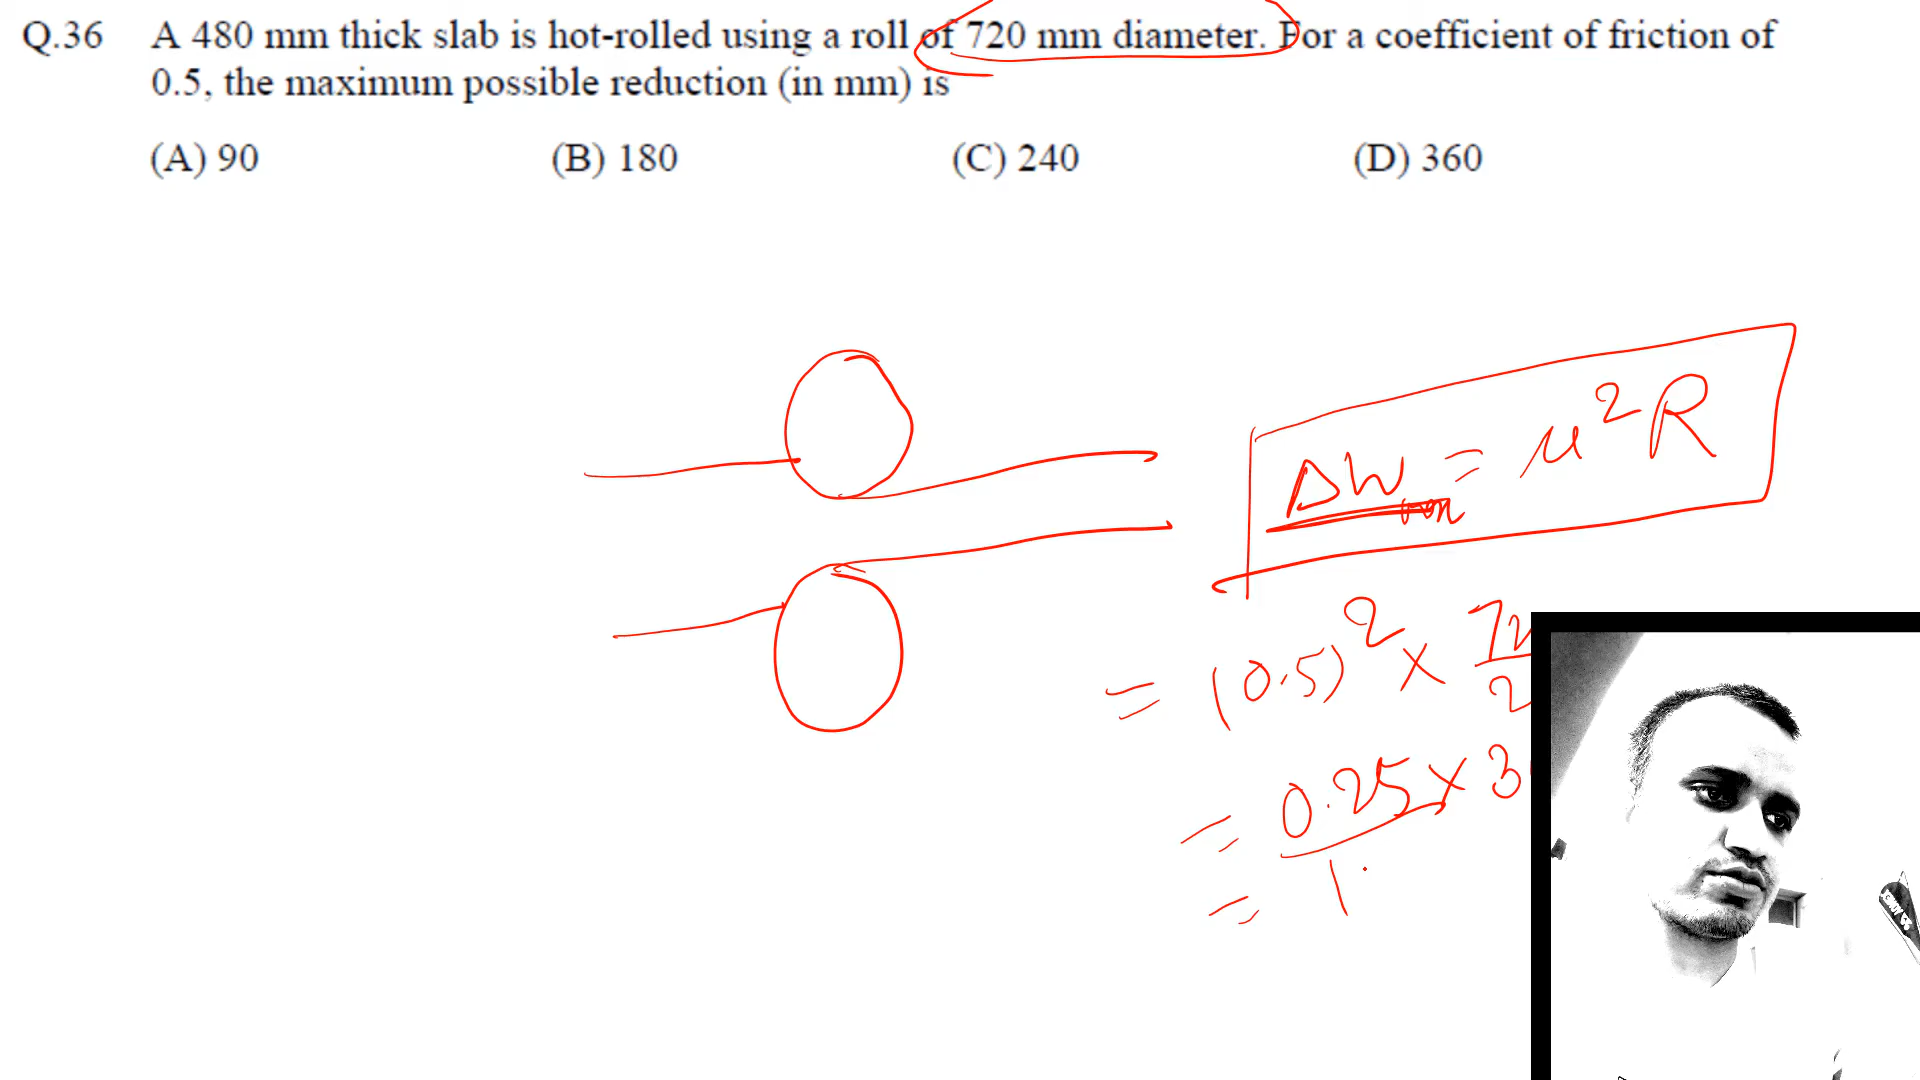 Q.36 A 480 mm thick slab is hot-rolled using a roll of 720 mm diameter. For a coefficient of friction of
0.5, the maximum possible reduction (in mm) is
(A) 90 (B) 180 (C) 240 (D) 360
ΔW = μ²R
= (0.5)² × 72/2
= 0.25 × 3
= 1